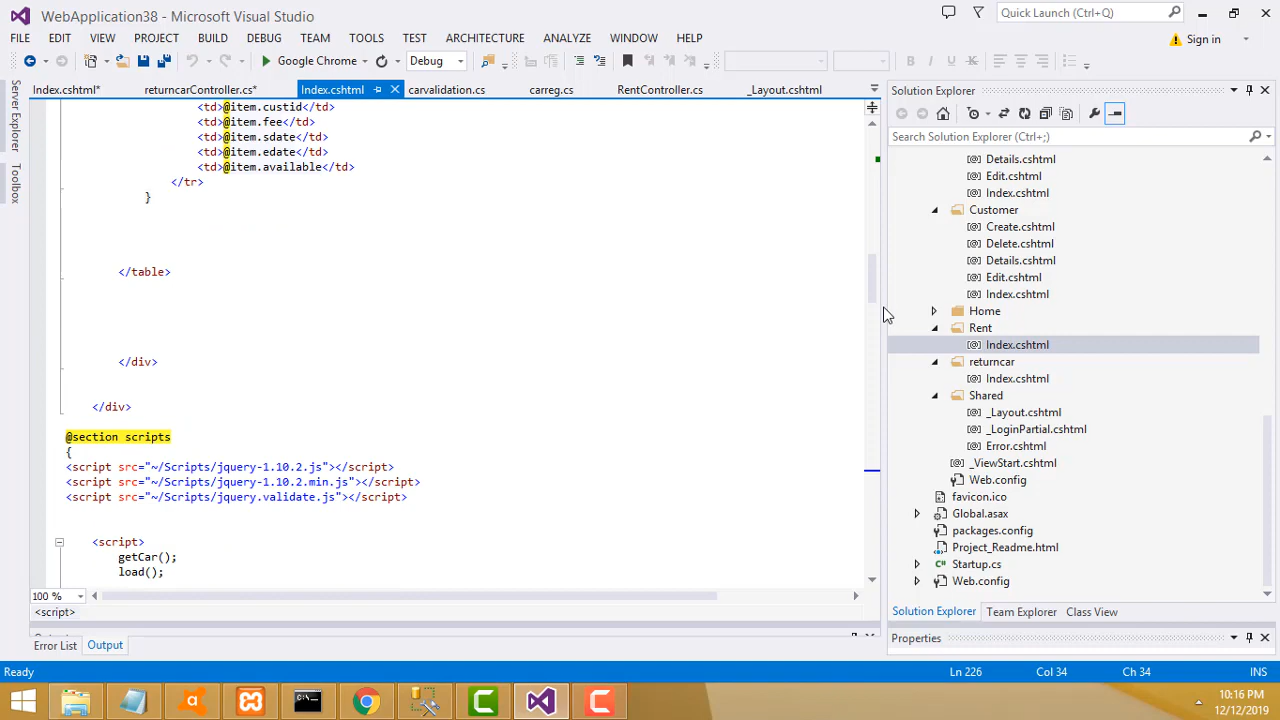 WebApplication38 - Microsoft Visual Studio
Quick Launch (Ctrl+Q)
FILE EDIT VIEW PROJECT BUILD DEBUG TEAM TOOLS TEST ARCHITECTURE ANALYZE WINDOW HELP
Sign in
Google Chrome
Debug
Server Explorer
Toolbox
Index.cshtml* returncarController.cs* Index.cshtml carvalidation.cs carreg.cs RentController.cs _Layout.cshtml
<td>@item.custid</td>
<td>@item.fee</td>
<td>@item.sdate</td>
<td>@item.edate</td>
<td>@item.available</td>
</tr>
}
</table>
</div>
</div>
@section scripts
{
<script src="~/Scripts/jquery-1.10.2.js"></script>
<script src="~/Scripts/jquery-1.10.2.min.js"></script>
<script src="~/Scripts/jquery.validate.js"></script>
<script>
getCar();
load();
100 %
<script>
Error List Output
Solution Explorer
Search Solution Explorer (Ctrl+;)
Details.cshtml
Edit.cshtml
Index.cshtml
Customer
Create.cshtml
Delete.cshtml
Details.cshtml
Edit.cshtml
Index.cshtml
Home
Rent
Index.cshtml
returncar
Index.cshtml
Shared
_Layout.cshtml
_LoginPartial.cshtml
Error.cshtml
_ViewStart.cshtml
Web.config
favicon.ico
Global.asax
packages.config
Project_Readme.html
Startup.cs
Web.config
Solution Explorer Team Explorer Class View
Properties
Ready
Ln 226 Col 34 Ch 34 INS
10:16 PM
12/12/2019